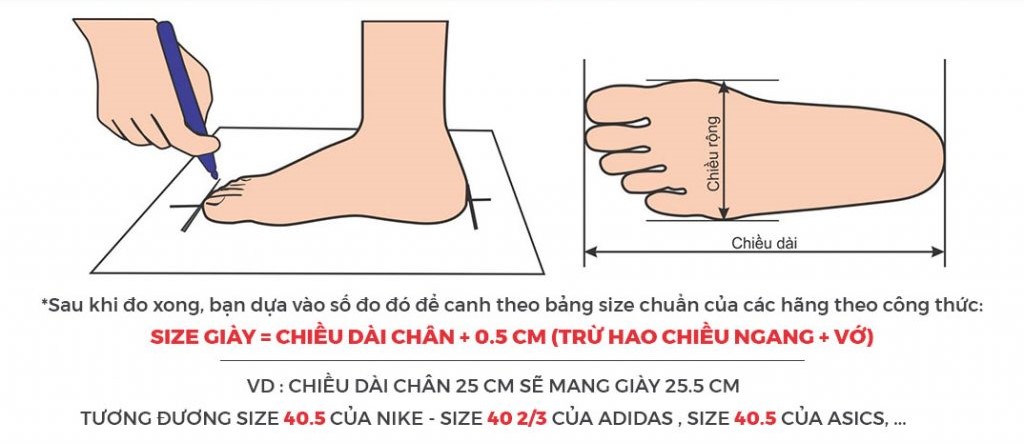 Chiều rộng
Chiều dài
*Sau khi đo xong, bạn dựa vào số đo đó để canh theo bảng size chuẩn của các hãng theo công thức:
SIZE GIÀY = CHIỀU DÀI CHÂN + 0.5 CM (TRỪ HAO CHIỀU NGANG + VỚ)
VD : CHIỀU DÀI CHÂN 25 CM SẼ MANG GIÀY 25.5 CM
TƯƠNG ĐƯƠNG SIZE 40.5 CỦA NIKE - SIZE 40 2/3 CỦA ADIDAS , SIZE 40.5 CỦA ASICS, ...